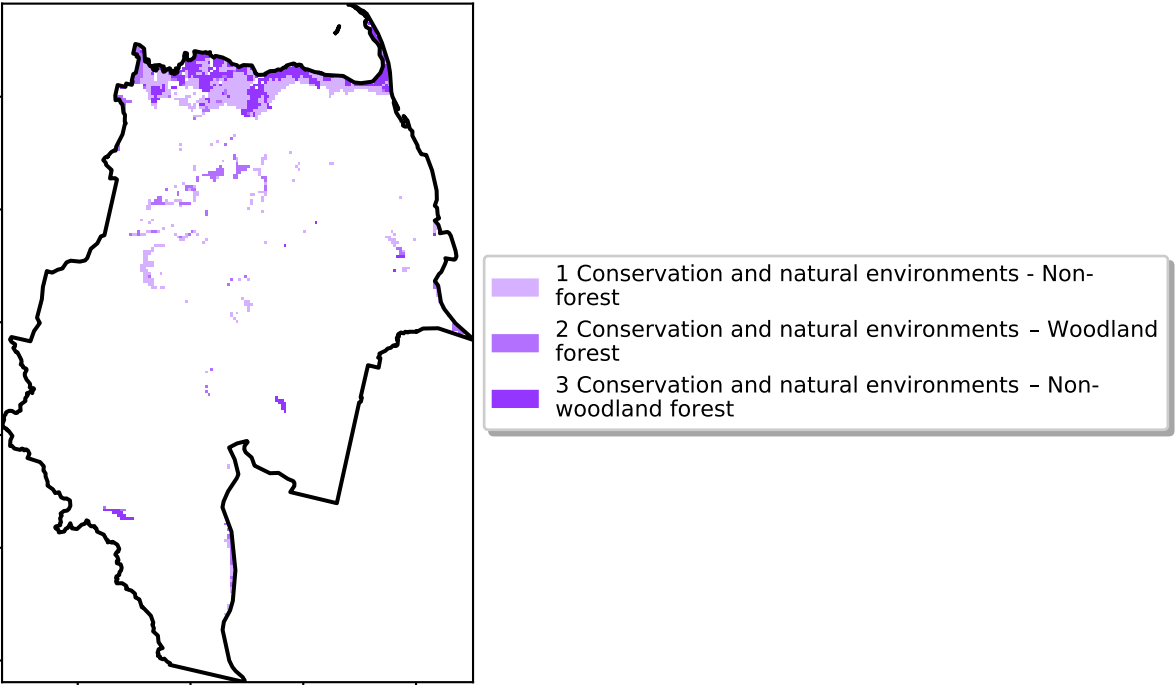 1 Conservation and natural environments - Non-
forest
2 Conservation and natural environments – Woodland
forest
3 Conservation and natural environments – Non-
woodland forest